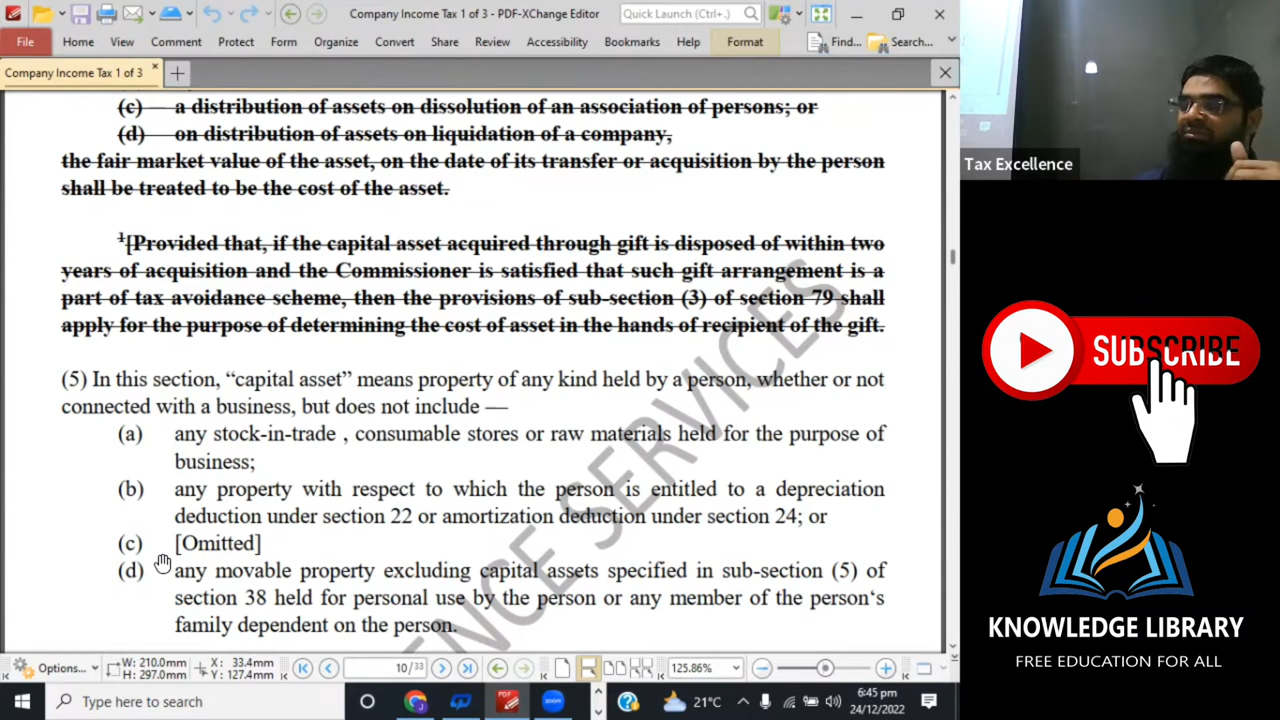 Company Income Tax 1 of 3 - PDF-XChange Editor
Quick Launch (Ctrl+.)
File Home View Comment Protect Form Organize Convert Share Review Accessibility Bookmarks Help Format Find... Search...
Company Income Tax 1 of 3
(c) a distribution of assets on dissolution of an association of persons; or
(d) on distribution of assets on liquidation of a company,
the fair market value of the asset, on the date of its transfer or acquisition by the person
shall be treated to be the cost of the asset.
1[Provided that, if the capital asset acquired through gift is disposed of within two
years of acquisition and the Commissioner is satisfied that such gift arrangement is a
part of tax avoidance scheme, then the provisions of sub-section (3) of section 79 shall
apply for the purpose of determining the cost of asset in the hands of recipient of the gift.
(5) In this section, “capital asset” means property of any kind held by a person, whether or not
connected with a business, but does not include —
(a) any stock-in-trade , consumable stores or raw materials held for the purpose of
business;
(b) any property with respect to which the person is entitled to a depreciation
deduction under section 22 or amortization deduction under section 24; or
(c) [Omitted]
(d) any movable property excluding capital assets specified in sub-section (5) of
section 38 held for personal use by the person or any member of the person‘s
family dependent on the person.
ENCE SERVICES
Options...
W: 210.0mm
H: 297.0mm
X: 33.4mm
Y: 127.4mm
10 / 33
125.86%
Type here to search
PDF
zoom
21°C
6:45 pm
24/12/2022
Tax Excellence
SUBSCRIBE
KNOWLEDGE LIBRARY
FREE EDUCATION FOR ALL